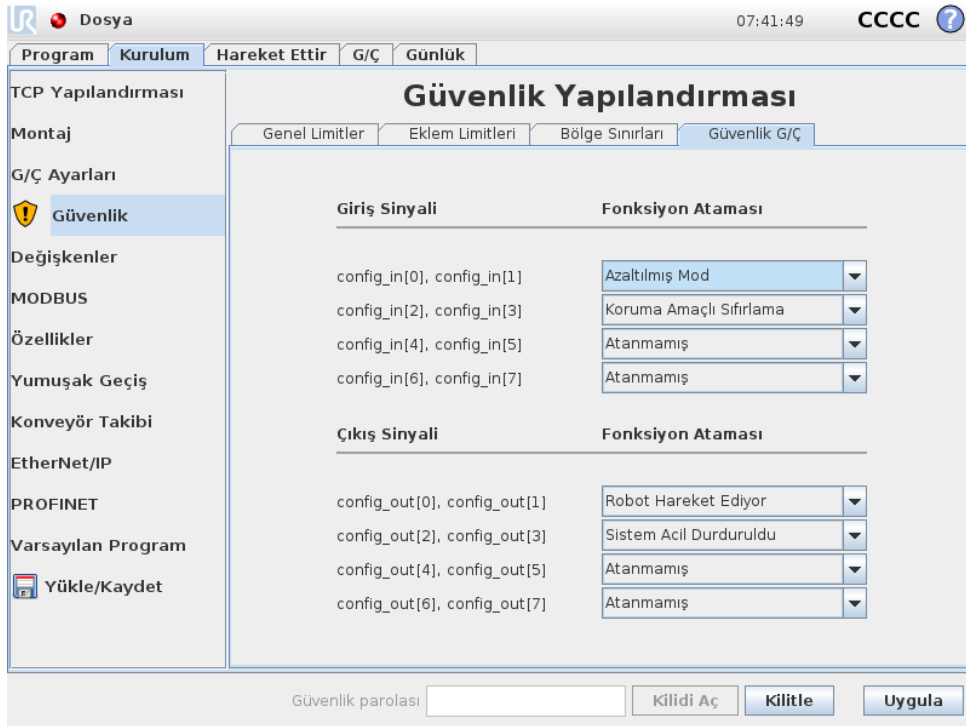 UR Dosya 07:41:49 CCCC ?
Program Kurulum Hareket Ettir G/Ç Günlük
TCP Yapılandırması
Montaj
G/Ç Ayarları
Güvenlik
Değişkenler
MODBUS
Özellikler
Yumuşak Geçiş
Konveyör Takibi
EtherNet/IP
PROFINET
Varsayılan Program
Yükle/Kaydet
Güvenlik Yapılandırması
Genel Limitler Eklem Limitleri Bölge Sınırları Güvenlik G/Ç
Giriş Sinyali Fonksiyon Ataması
config_in[0], config_in[1] Azaltılmış Mod
config_in[2], config_in[3] Koruma Amaçlı Sıfırlama
config_in[4], config_in[5] Atanmamış
config_in[6], config_in[7] Atanmamış
Çıkış Sinyali Fonksiyon Ataması
config_out[0], config_out[1] Robot Hareket Ediyor
config_out[2], config_out[3] Sistem Acil Durduruldu
config_out[4], config_out[5] Atanmamış
config_out[6], config_out[7] Atanmamış
Güvenlik parolası Kilidi Aç Kilitle Uygula